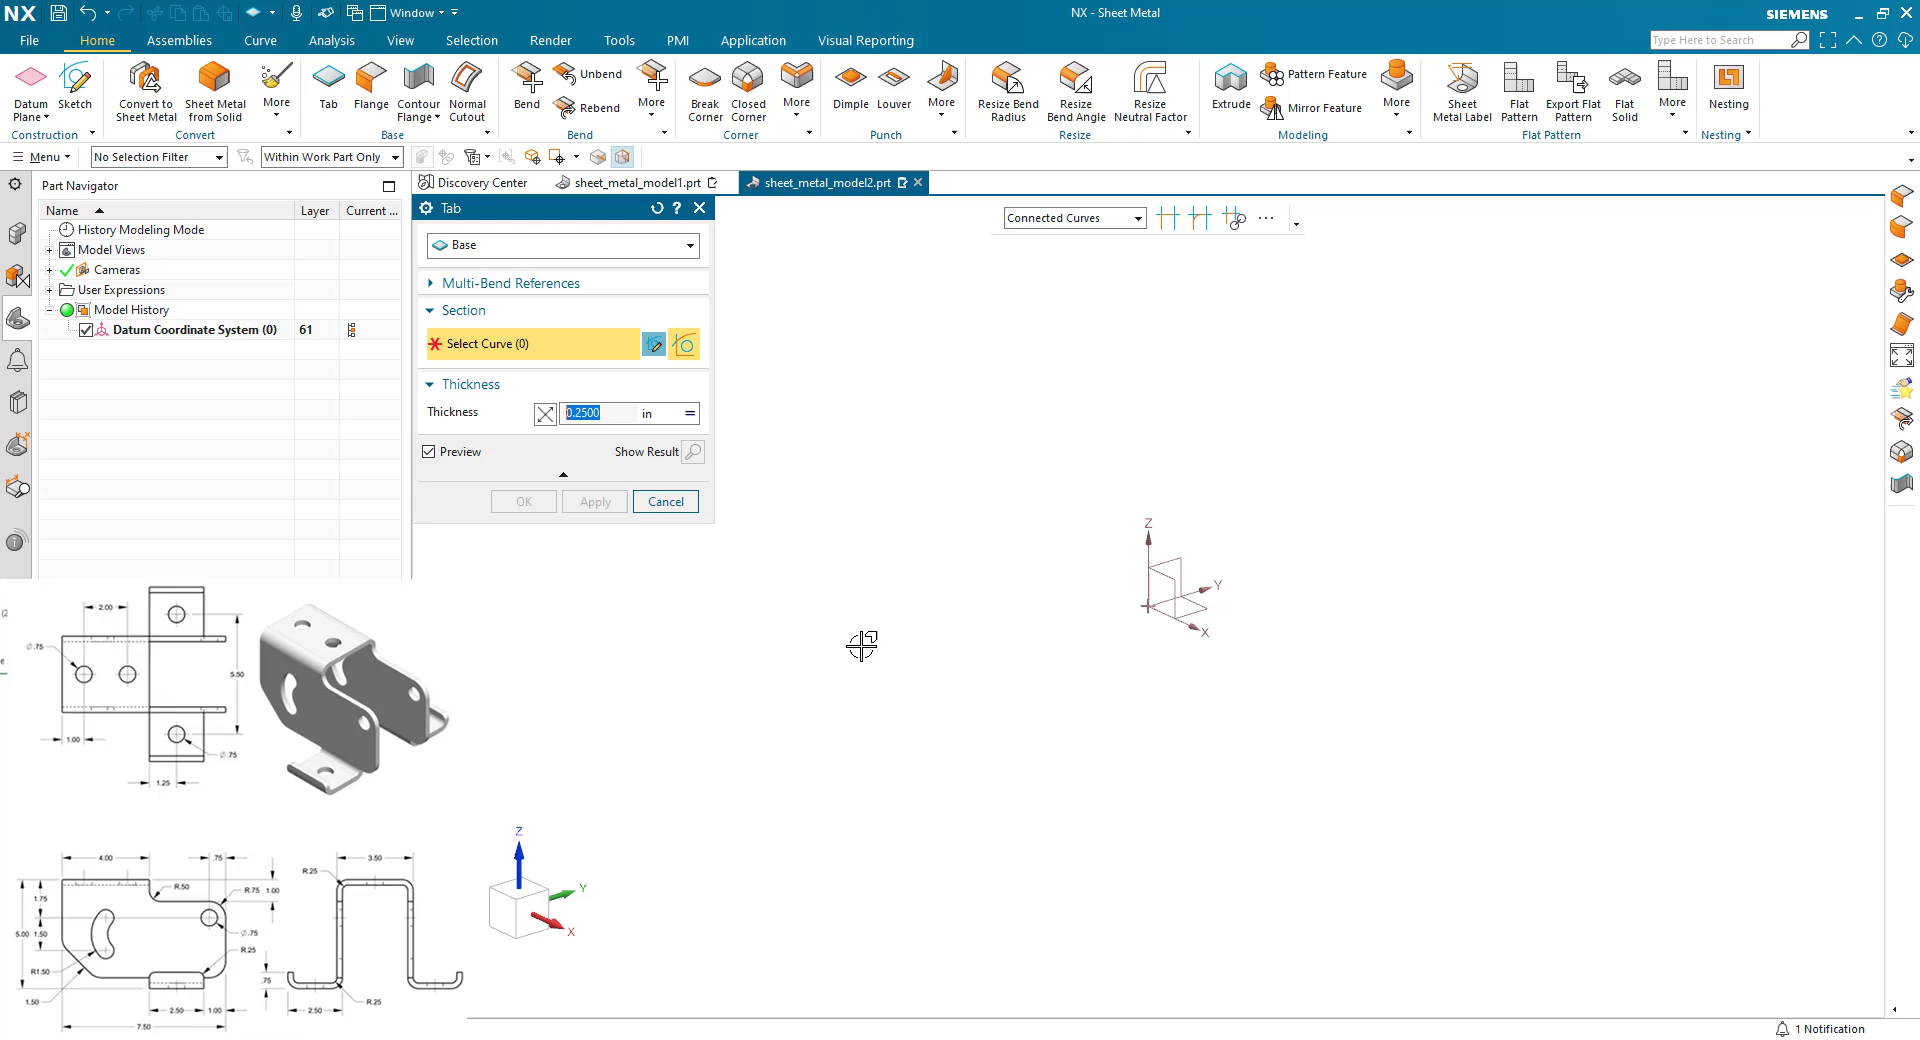 NX
Window
NX - Sheet Metal
SIEMENS
File
Home
Assemblies
Curve
Analysis
View
Selection
Render
Tools
PMI
Application
Visual Reporting
Type Here to Search
Datum Plane
Sketch
Convert to Sheet Metal
Sheet Metal from Solid
More
Tab
Flange
Contour Flange
Normal Cutout
Bend
Unbend
Rebend
More
Break Corner
Closed Corner
More
Dimple
Louver
More
Resize Bend Radius
Resize Bend Angle
Resize Neutral Factor
Extrude
Pattern Feature
Mirror Feature
More
Sheet Metal Label
Flat Pattern
Export Flat Pattern
Flat Solid
More
Nesting
Construction
Convert
Base
Bend
Corner
Punch
Resize
Modeling
Flat Pattern
Nesting
Menu
No Selection Filter
Within Work Part Only
Part Navigator
Discovery Center
sheet_metal_model1.prt
sheet_metal_model2.prt
Name
Layer
Current ...
History Modeling Mode
Model Views
Cameras
User Expressions
Model History
Datum Coordinate System (0)
61
Tab
Base
Multi-Bend References
Section
Select Curve (0)
Thickness
Thickness
0.2500
in
Preview
Show Result
OK
Apply
Cancel
Connected Curves
Z
Y
X
2.00
Ø.75
5.50
1.00
Ø.75
1.25
Z
Y
X
4.00
.75
R.50
R.75
1.00
1.75
5.00
1.50
Ø.75
R.25
R1.50
1.50
2.50
1.00
7.50
3.50
R.25
.75
R.25
2.50
1 Notification